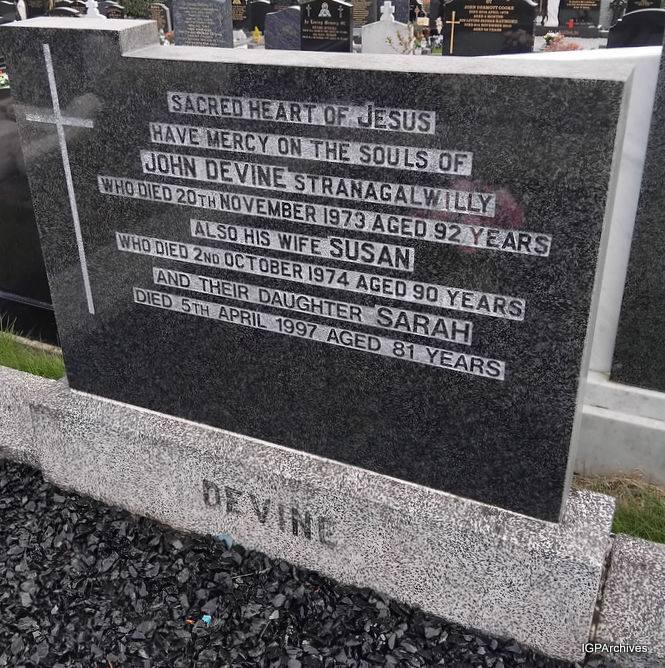 SACRED HEART OF JESUS
HAVE MERCY ON THE SOULS OF
JOHN DEVINE STRANAGALWILLY
WHO DIED 20TH NOVEMBER 1973 AGED 92 YEARS
ALSO HIS WIFE SUSAN
WHO DIED 2ND OCTOBER 1974 AGED 90 YEARS
AND THEIR DAUGHTER SARAH
DIED 5TH APRIL 1997 AGED 81 YEARS
DEVINE
IGPArchives